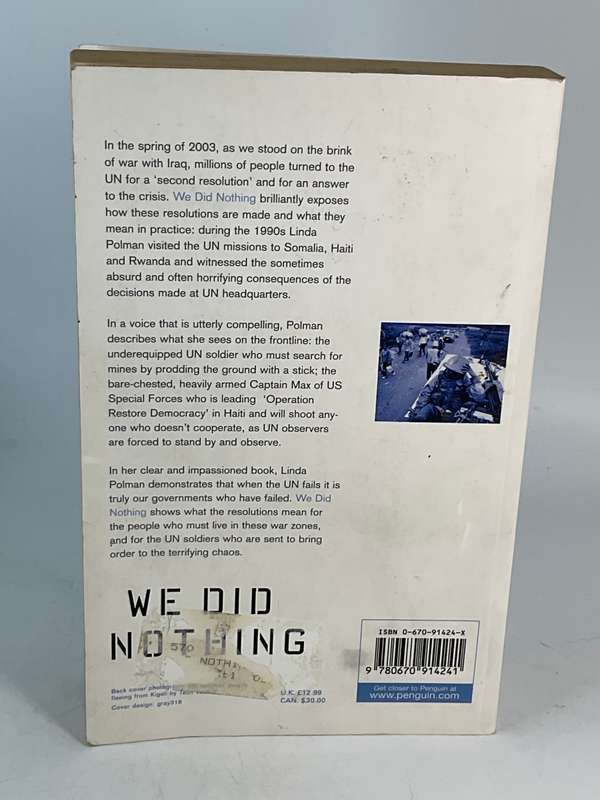 In the spring of 2003, as we stood on the brink
of war with Iraq, millions of people turned to the
UN for a 'second resolution' and for an answer
to the crisis. We Did Nothing brilliantly exposes
how these resolutions are made and what they
mean in practice: during the 1990s Linda
Polman visited the UN missions to Somalia, Haiti
and Rwanda and witnessed the sometimes
absurd and often horrifying consequences of the
decisions made at UN headquarters.
In a voice that is utterly compelling, Polman
describes what she sees on the frontline: the
underequipped UN soldier who must search for
mines by prodding the ground with a stick; the
bare-chested, heavily armed Captain Max of US
Special Forces who is leading 'Operation
Restore Democracy' in Haiti and will shoot any-
one who doesn't cooperate, as UN observers
are forced to stand by and observe.
In her clear and impassioned book, Linda
Polman demonstrates that when the UN fails it is
truly our governments who have failed. We Did
Nothing shows what the resolutions mean for
the people who must live in these war zones,
and for the UN soldiers who are sent to bring
order to the terrifying chaos.
WE DID
NOTHING
570
Back cover
fleeing from Kigali by
Cover design: gray318
U.K. £12.99
CAN. $30.00
ISBN 0-670-91424-X
9 780670 914241
Get closer to Penguin at
www.penguin.com